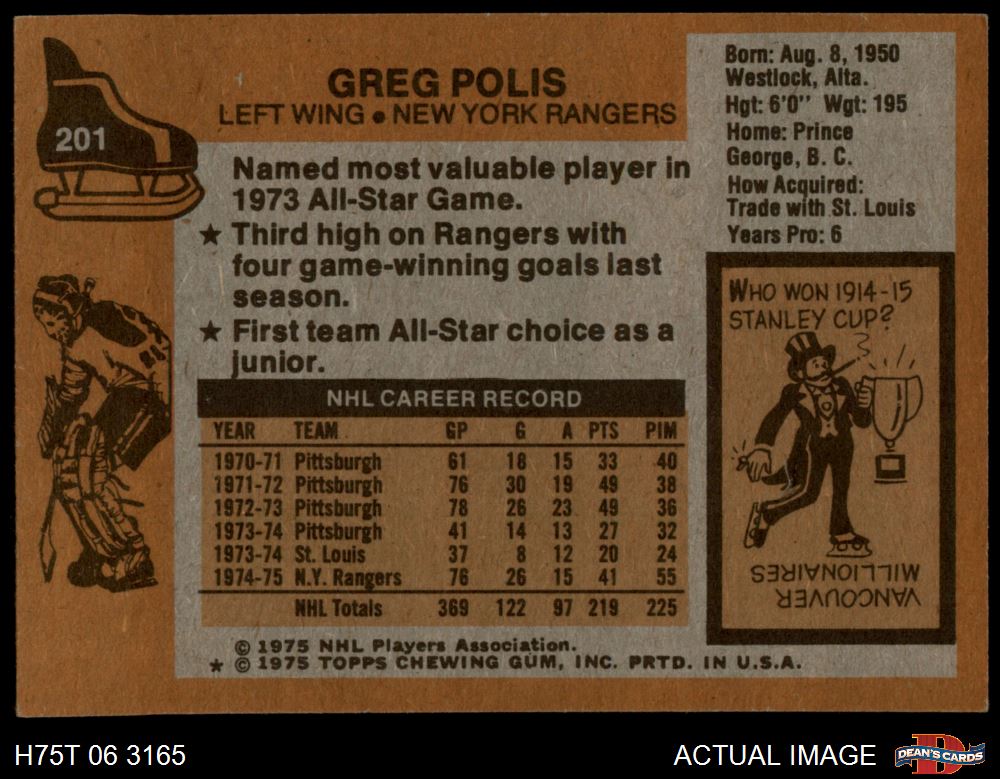 201
GREG POLIS
LEFT WING • NEW YORK RANGERS
Named most valuable player in
1973 All-Star Game.
★ Third high on Rangers with
four game-winning goals last
season.
★ First team All-Star choice as a
junior.
NHL CAREER RECORD
YEAR TEAM GP G A PTS PIM
1970-71 Pittsburgh 61 18 15 33 40
1971-72 Pittsburgh 76 30 19 49 38
1972-73 Pittsburgh 78 26 23 49 36
1973-74 Pittsburgh 41 14 13 27 32
1973-74 St. Louis 37 8 12 20 24
1974-75 N.Y. Rangers 76 26 15 41 55
NHL Totals 369 122 97 219 225
© 1975 NHL Players Association.
★ © 1975 TOPPS CHEWING GUM, INC. PRTD. IN U.S.A.
Born: Aug. 8, 1950
Westlock, Alta.
Hgt: 6'0" Wgt: 195
Home: Prince
George, B. C.
How Acquired:
Trade with St. Louis
Years Pro: 6
WHO WON 1914-15
STANLEY CUP?
VANCOUVER
MILLIONAIRES
H75T 06 3165
ACTUAL IMAGE
D
DEAN'S CARDS